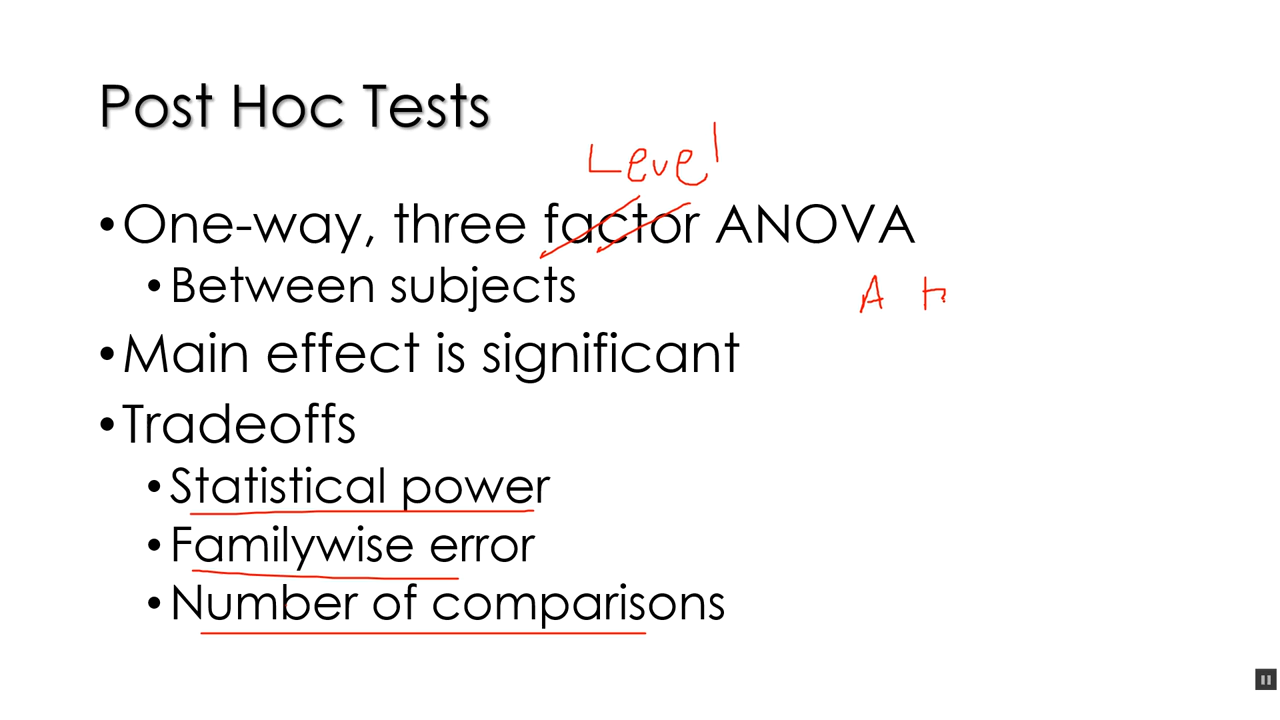 Post Hoc Tests
Level
• One-way, three factor ANOVA
• Between subjects
A
• Main effect is significant
• Tradeoffs
• Statistical power
• Familywise error
• Number of comparisons